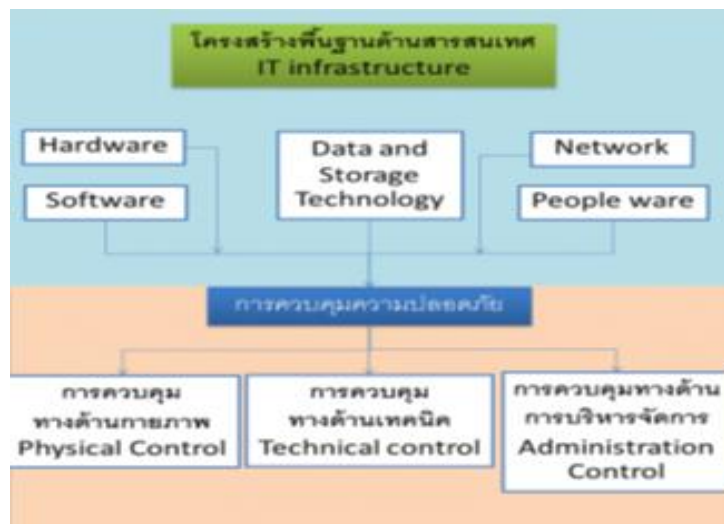 โครงสร้างพื้นฐานด้านสารสนเทศ
IT infrastructure
Hardware
Software
Data and
Storage
Technology
Network
People ware
การควบคุมความปลอดภัย
การควบคุม
ทางด้านกายภาพ
Physical Control
การควบคุม
ทางด้านเทคนิค
Technical control
การควบคุมทางด้าน
การบริหารจัดการ
Administration
Control